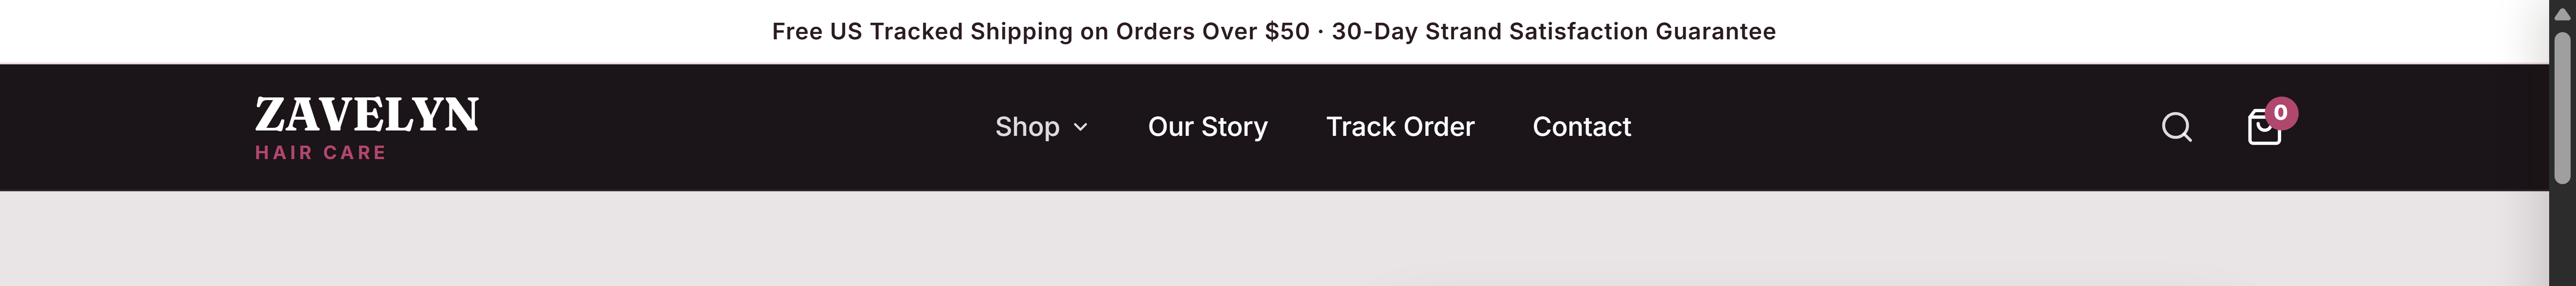 Free US Tracked Shipping on Orders Over $50 · 30-Day Strand Satisfaction Guarantee
ZAVELYN
HAIR CARE
Shop Our Story Track Order Contact
0